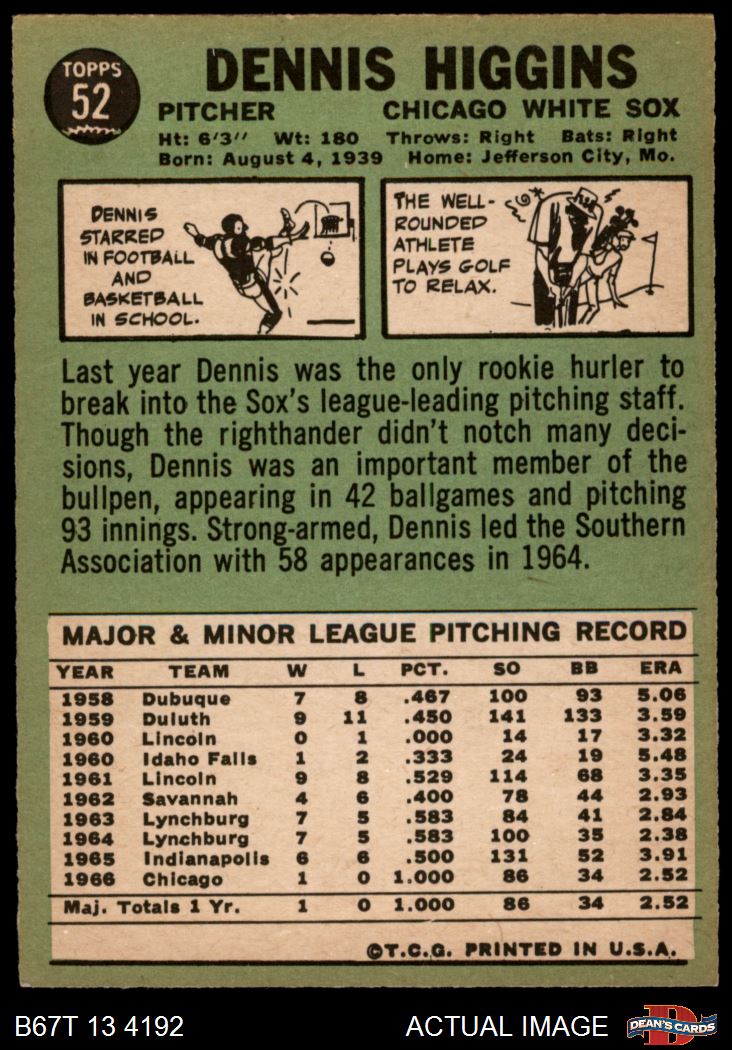 TOPPS
52
DENNIS HIGGINS
PITCHER CHICAGO WHITE SOX
Ht: 6'3'' Wt: 180 Throws: Right Bats: Right
Born: August 4, 1939 Home: Jefferson City, Mo.
DENNIS
STARRED
IN FOOTBALL
AND
BASKETBALL
IN SCHOOL.
THE WELL-
ROUNDED
ATHLETE
PLAYS GOLF
TO RELAX.
Last year Dennis was the only rookie hurler to
break into the Sox's league-leading pitching staff.
Though the righthander didn't notch many deci-
sions, Dennis was an important member of the
bullpen, appearing in 42 ballgames and pitching
93 innings. Strong-armed, Dennis led the Southern
Association with 58 appearances in 1964.
MAJOR & MINOR LEAGUE PITCHING RECORD
YEAR TEAM W L PCT. SO BB ERA
1958 Dubuque 7 8 .467 100 93 5.06
1959 Duluth 9 11 .450 141 133 3.59
1960 Lincoln 0 1 .000 14 17 3.32
1960 Idaho Falls 1 2 .333 24 19 5.48
1961 Lincoln 9 8 .529 114 68 3.35
1962 Savannah 4 6 .400 78 44 2.93
1963 Lynchburg 7 5 .583 84 41 2.84
1964 Lynchburg 7 5 .583 100 35 2.38
1965 Indianapolis 6 6 .500 131 52 3.91
1966 Chicago 1 0 1.000 86 34 2.52
Maj. Totals 1 Yr. 1 0 1.000 86 34 2.52
©T.C.G. PRINTED IN U.S.A.
B67T 13 4192 ACTUAL IMAGE DEAN'S CARDS